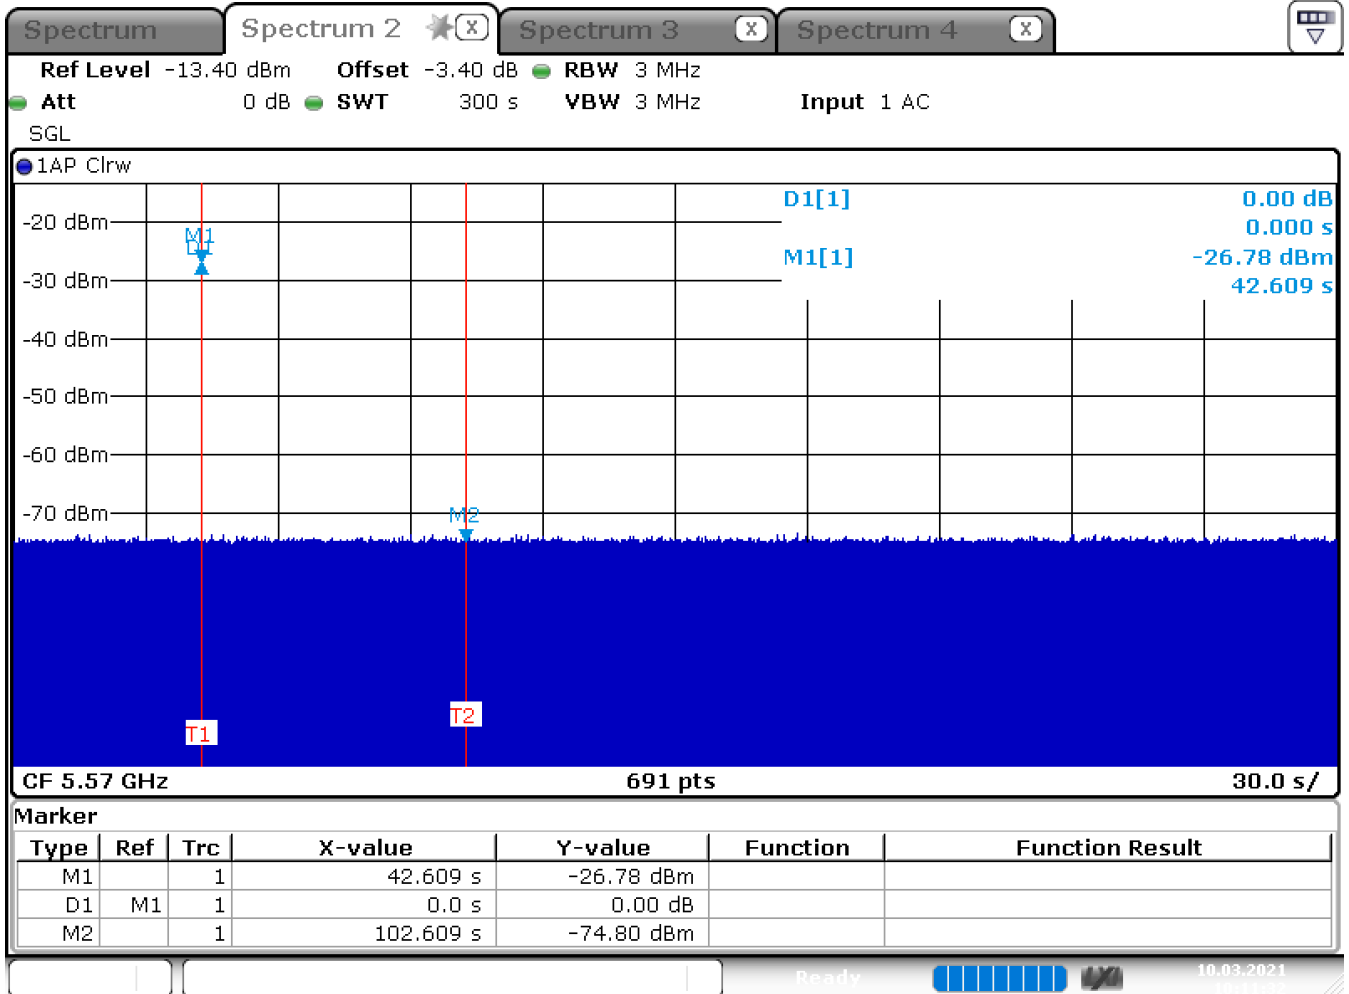 Spectrum Spectrum 2 X Spectrum 3 X Spectrum 4 X
Ref Level -13.40 dBm Offset -3.40 dB RBW 3 MHz
Att 0 dB SWT 300 s VBW 3 MHz Input 1 AC
SGL
1AP Clrw
D1[1] 0.00 dB
0.000 s
M1[1] -26.78 dBm
42.609 s
-20 dBm
M1
-30 dBm
-40 dBm
-50 dBm
-60 dBm
-70 dBm
M2
T2
T1
CF 5.57 GHz 691 pts 30.0 s/
Marker
Type Ref Trc X-value Y-value Function Function Result
M1 1 42.609 s -26.78 dBm
D1 M1 1 0.0 s 0.00 dB
M2 1 102.609 s -74.80 dBm
Ready LXI 10.03.2021